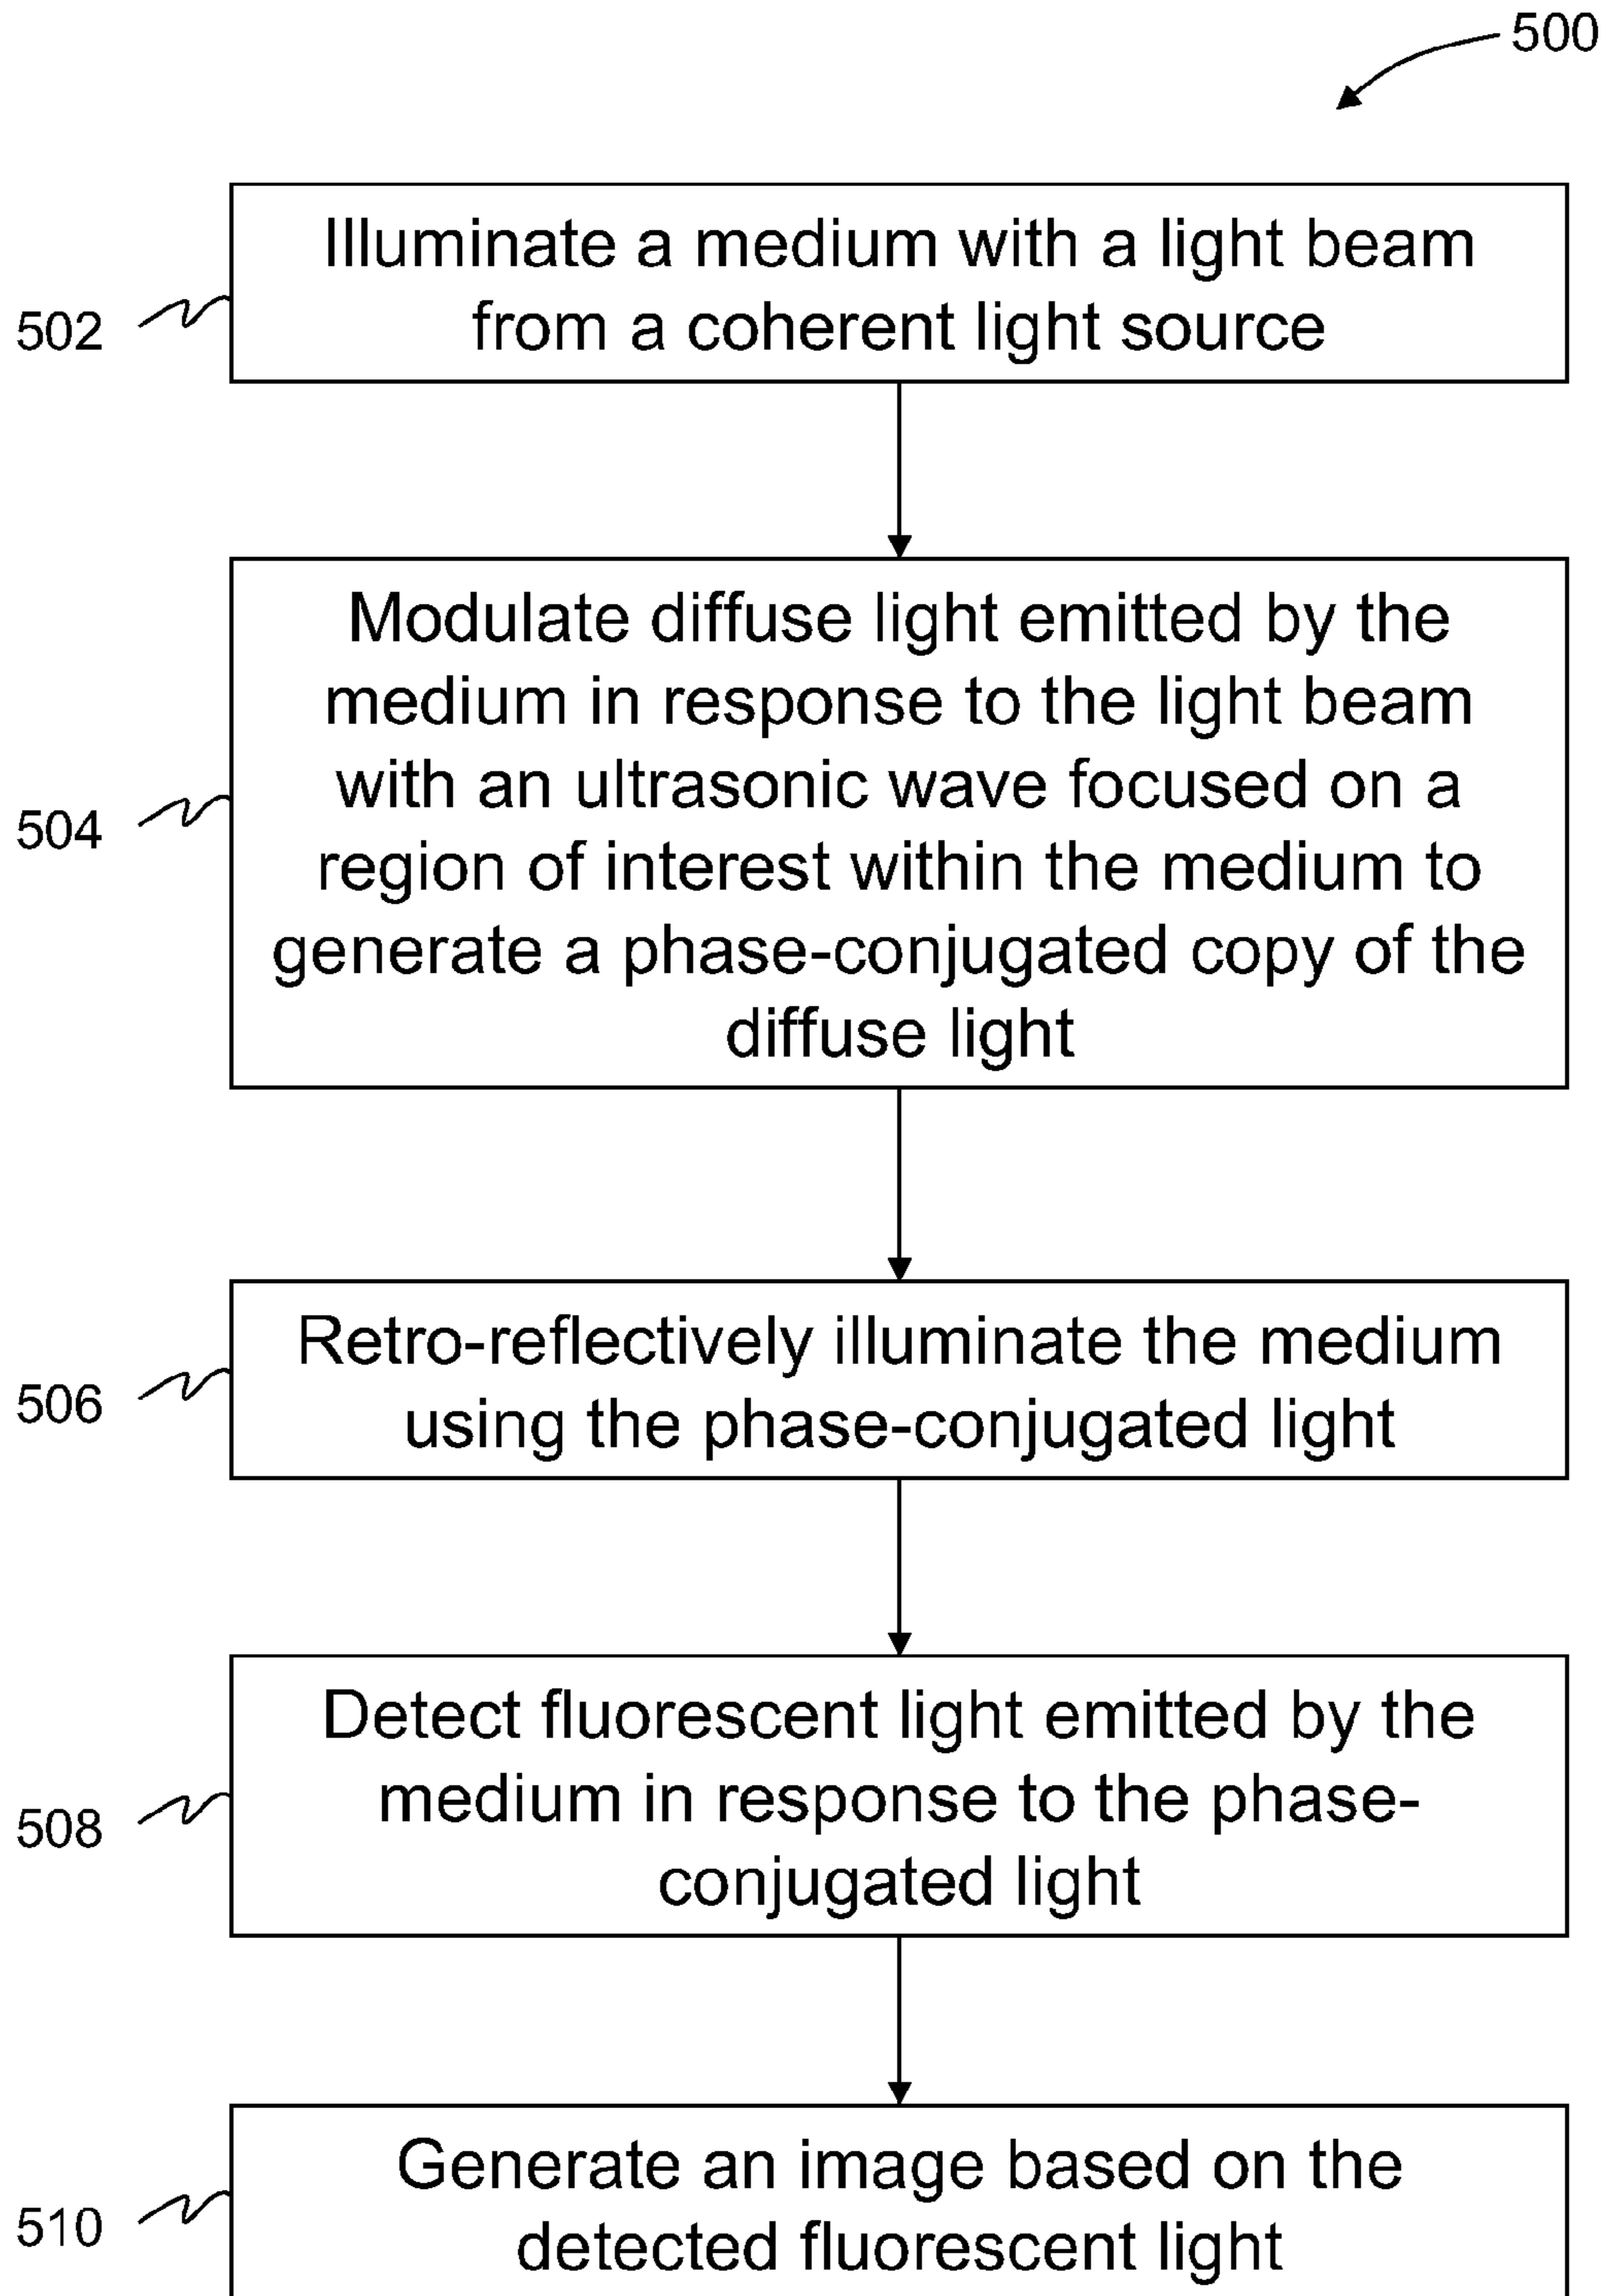 500
Illuminate a medium with a light beam
from a coherent light source
502
Modulate diffuse light emitted by the
medium in response to the light beam
with an ultrasonic wave focused on a
region of interest within the medium to
generate a phase-conjugated copy of the
diffuse light
504
Retro-reflectively illuminate the medium
using the phase-conjugated light
506
Detect fluorescent light emitted by the
medium in response to the phase-
conjugated light
508
Generate an image based on the
detected fluorescent light
510